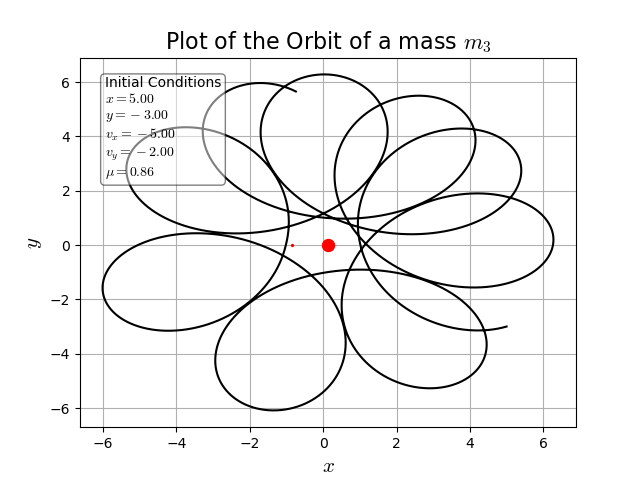 Plot of the Orbit of a mass m₃
Initial Conditions
x = 5.00
y = −3.00
vₓ = −5.00
v_y = −2.00
μ = 0.86
y
6
4
2
0
−2
−4
−6
−6 −4 −2 0 2 4 6
x